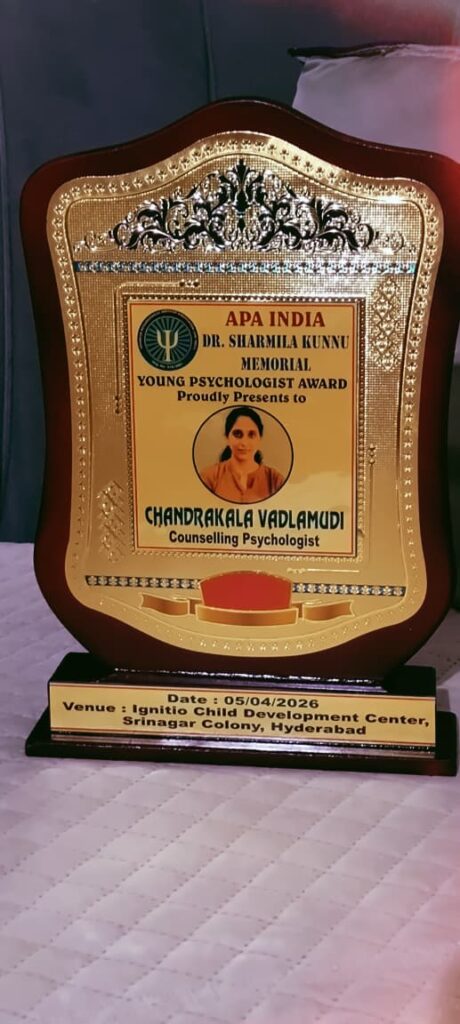 APA INDIA
DR. SHARMILA KUNNU
MEMORIAL
YOUNG PSYCHOLOGIST AWARD
Proudly Presents to
CHANDRAKALA VADLAMUDI
Counselling Psychologist
Date : 05/04/2026
Venue : Ignitio Child Development Center,
Srinagar Colony, Hyderabad